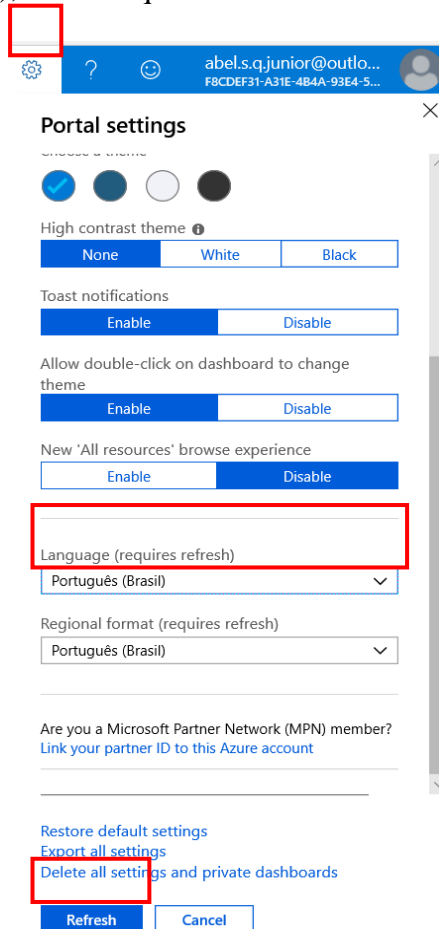 ?
abel.s.q.junior@outlo...
F8CDEF31-A31E-4B4A-93E4-5...
Portal settings
Choose a theme
High contrast theme
None White Black
Toast notifications
Enable Disable
Allow double-click on dashboard to change
theme
Enable Disable
New 'All resources' browse experience
Enable Disable
Language (requires refresh)
Português (Brasil)
Regional format (requires refresh)
Português (Brasil)
Are you a Microsoft Partner Network (MPN) member?
Link your partner ID to this Azure account
Restore default settings
Export all settings
Delete all settings and private dashboards
Refresh Cancel